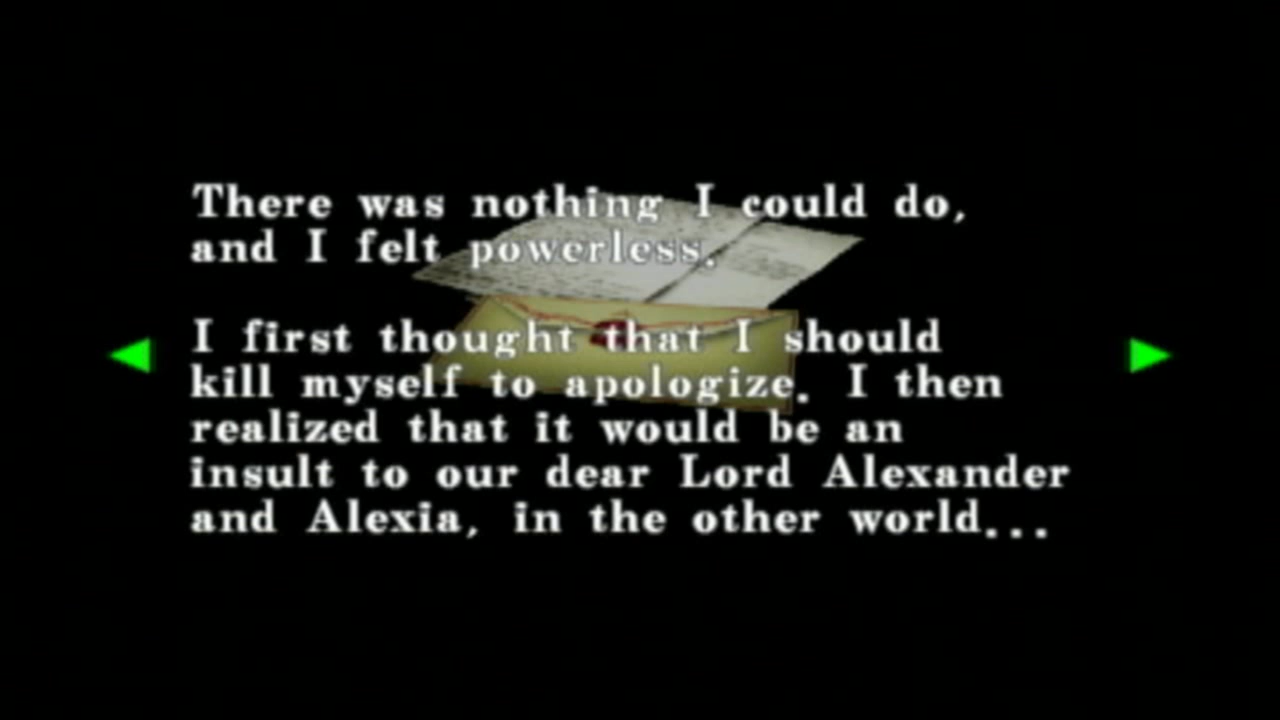 There was nothing I could do,
and I felt powerless.
I first thought that I should
kill myself to apologize. I then
realized that it would be an
insult to our dear Lord Alexander
and Alexia, in the other world...